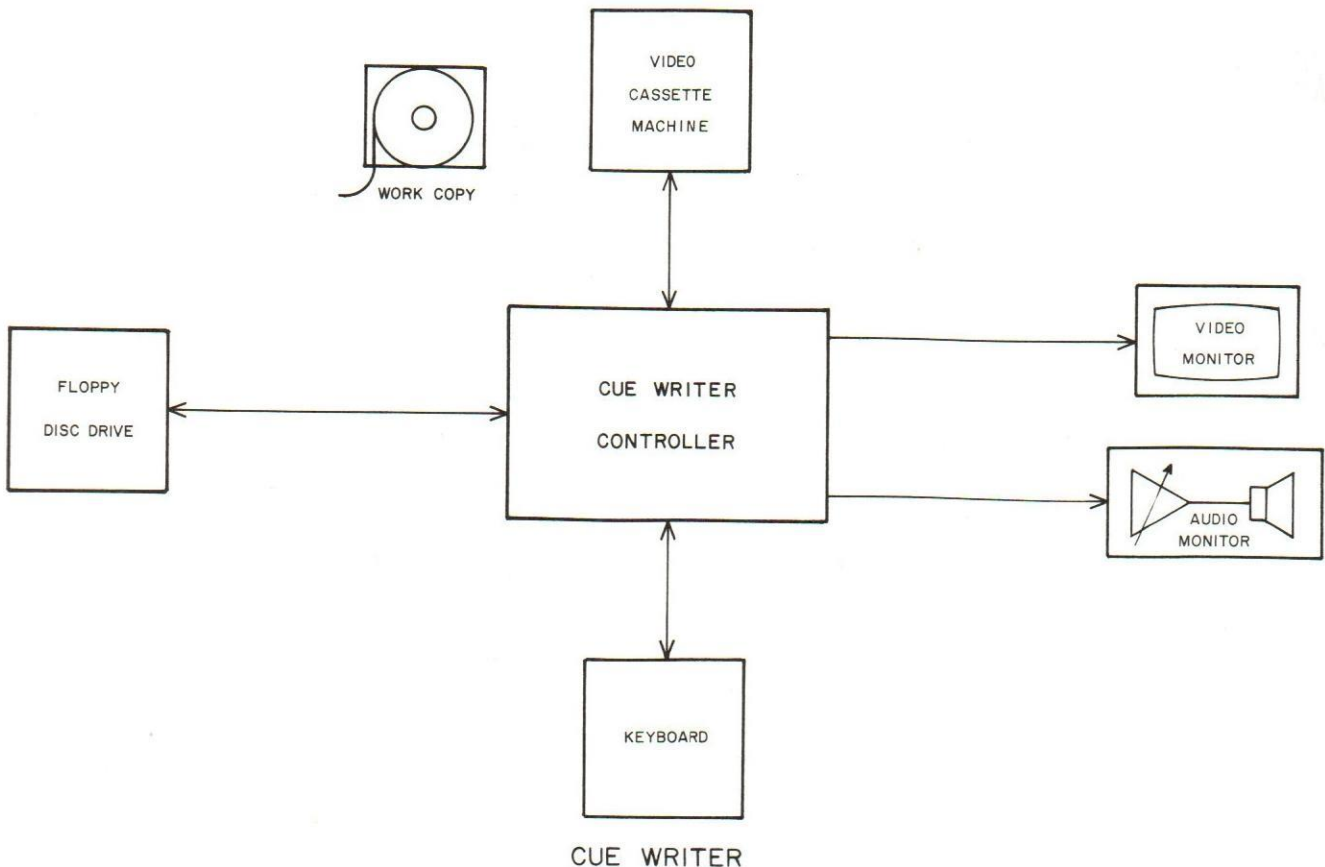 VIDEO
CASSETTE
MACHINE
WORK COPY
FLOPPY
DISC DRIVE
CUE WRITER
CONTROLLER
VIDEO
MONITOR
AUDIO
MONITOR
KEYBOARD
CUE WRITER